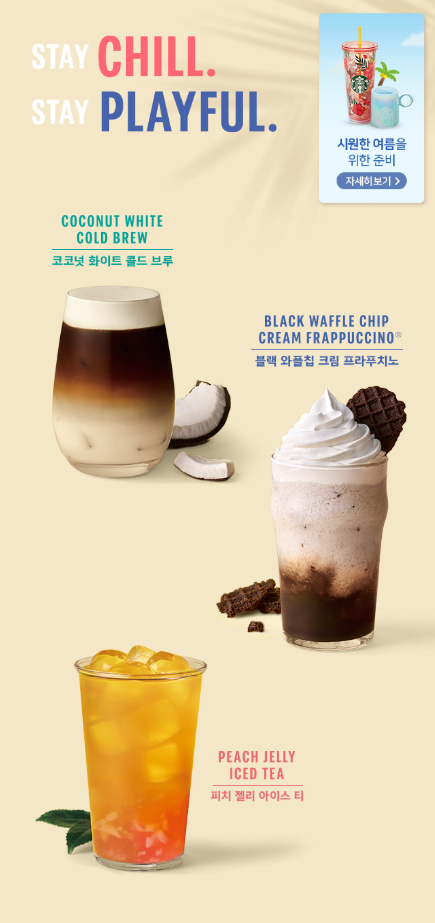 STAY CHILL.
STAY PLAYFUL.
시원한 여름을
위한 준비
자세히보기 >
COCONUT WHITE
COLD BREW
코코넛 화이트 콜드 브루
BLACK WAFFLE CHIP
CREAM FRAPPUCCINO®
블랙 와플칩 크림 프라푸치노
PEACH JELLY
ICED TEA
피치 젤리 아이스 티